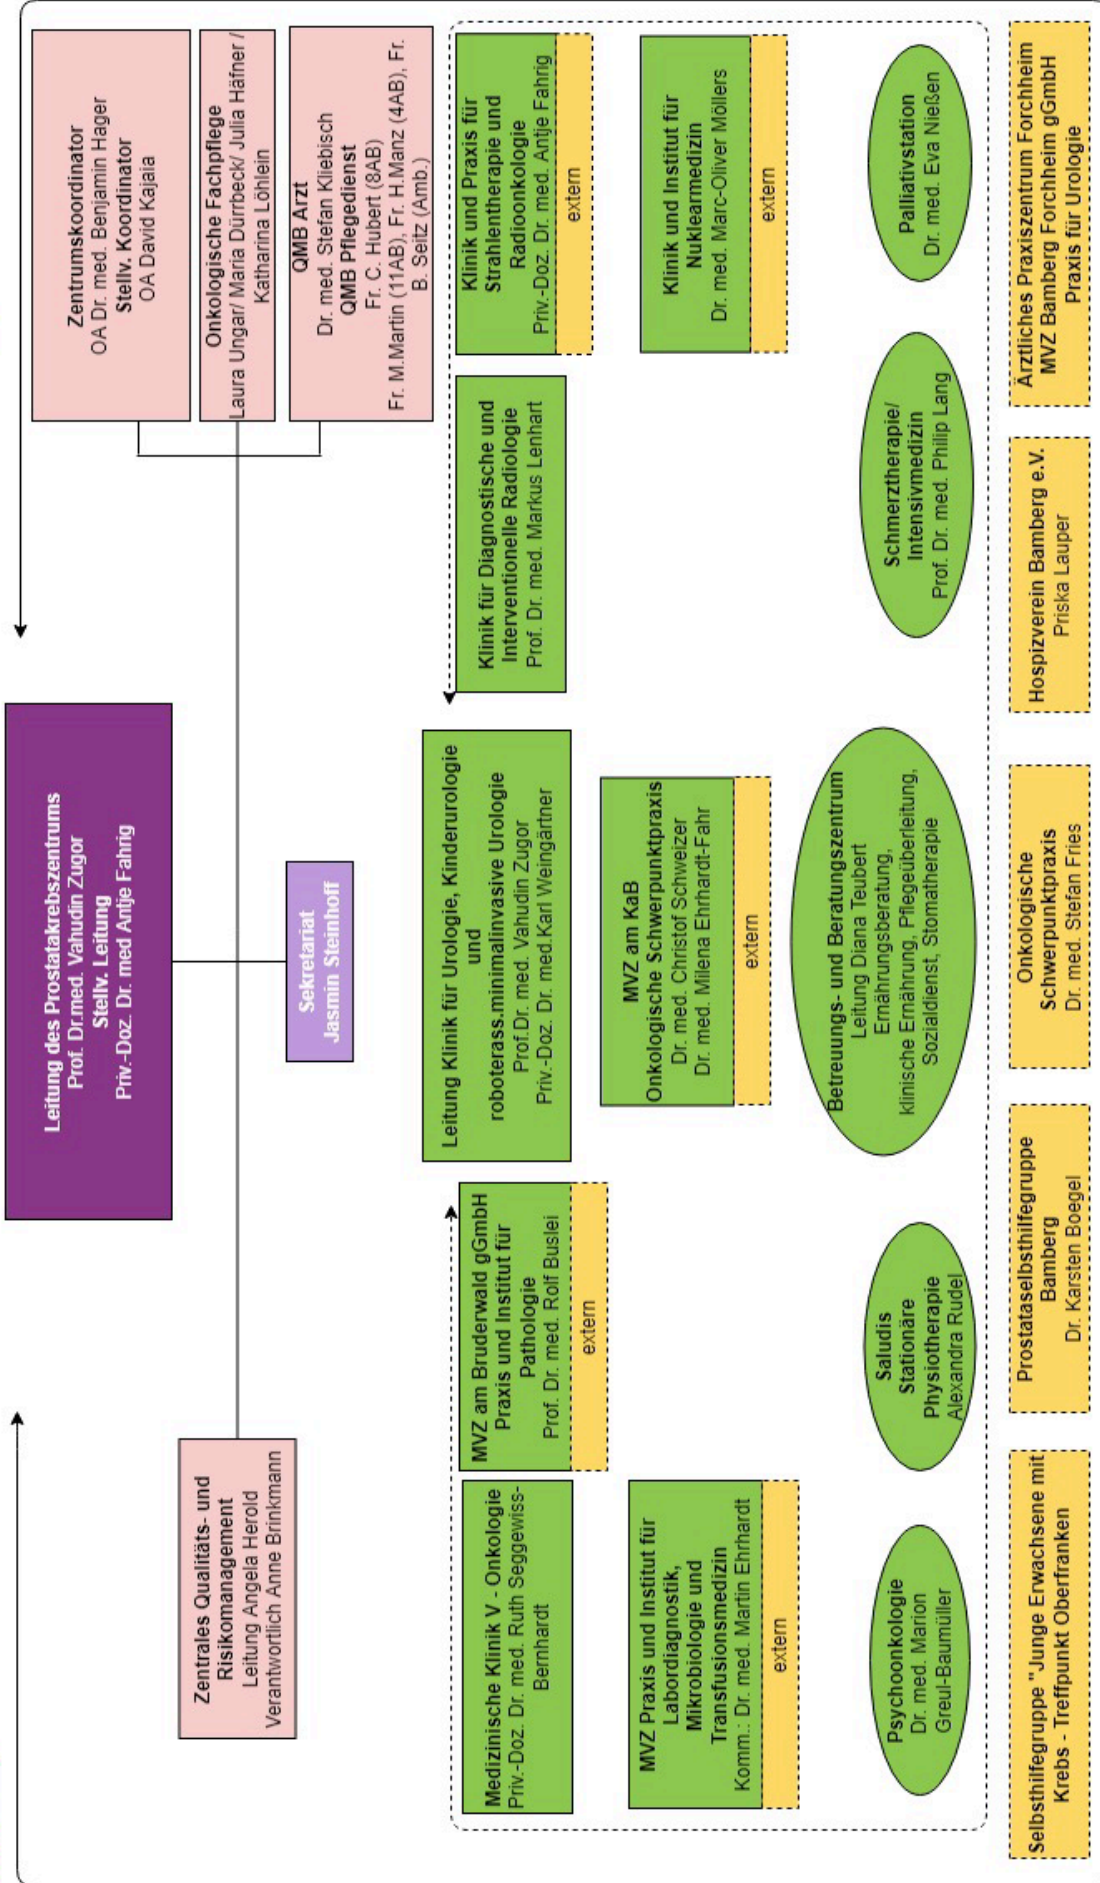 Leitung des Prostatakrebszentrums
Prof. Dr.med. Vahudin Zugor
Stellv. Leitung
Priv.-Doz. Dr. med Antje Fahrig
Zentrumskoordinator
OA Dr. med. Benjamin Hager
Stellv. Koordinator
OA David Kajaia
Onkologische Fachpflege
Laura Ungar/ Maria Dürrbeck/ Julia Häfner /
Katharina Löhlein
QMB Arzt
Dr. med. Stefan Kliebisch
QMB Pflegedienst
Fr. C. Hubert (8AB)
Fr. M.Martin (11AB), Fr. H.Manz (4AB), Fr.
B. Seitz (Amb.)
Zentrales Qualitäts- und
Risikomanagement
Leitung Angela Herold
Verantwortlich Anne Brinkmann
Sekretariat
Jasmin Steinhoff
Medizinische Klinik V - Onkologie
Priv.-Doz. Dr. med. Ruth Seggewiss-
Bernhardt
MVZ am Bruderwald gGmbH
Praxis und Institut für
Pathologie
Prof. Dr. med. Rolf Buslei
extern
Leitung Klinik für Urologie, Kinderurologie
und
roboterass.minimalinvasive Urologie
Prof.Dr. med. Vahudin Zugor
Priv.-Doz. Dr. med.Karl Weingärtner
Klinik für Diagnostische und
Interventionelle Radiologie
Prof. Dr. med. Markus Lenhart
Klinik und Praxis für
Strahlentherapie und
Radioonkologie
Priv.-Doz. Dr. med. Antje Fahrig
extern
MVZ Praxis und Institut für
Labordiagnostik,
Mikrobiologie und
Transfusionsmedizin
Komm.: Dr. med. Martin Ehrhardt
extern
MVZ am KaB
Onkologische Schwerpunktpraxis
Dr. med. Christof Schweizer
Dr. med. Milena Ehrhardt-Fahr
extern
Klinik und Institut für
Nuklearmedizin
Dr. med. Marc-Oliver Möllers
extern
Psychoonkologie
Dr. med. Marion
Greul-Baumüller
Saludis
Stationäre
Physiotherapie
Alexandra Rudel
Betreuungs- und Beratungszentrum
Leitung Diana Teubert
Ernährungsberatung,
klinische Ernährung, Pflegeüberleitung,
Sozialdienst, Stomatherapie
Schmerztherapie/
Intensivmedizin
Prof. Dr. med. Philip Lang
Palliativstation
Dr. med. Eva Nießen
Selbsthilfegruppe "Junge Erwachsene mit
Krebs - Treffpunkt Oberfranken
Prostataselbsthilfegruppe
Bamberg
Dr. Karsten Boegel
Onkologische
Schwerpunktpraxis
Dr. med. Stefan Fries
Hospizverein Bamberg e.V.
Priska Lauper
Ärztliches Praxiszentrum Forchheim
MVZ Bamberg Forchheim gGmbH
Praxis für Urologie